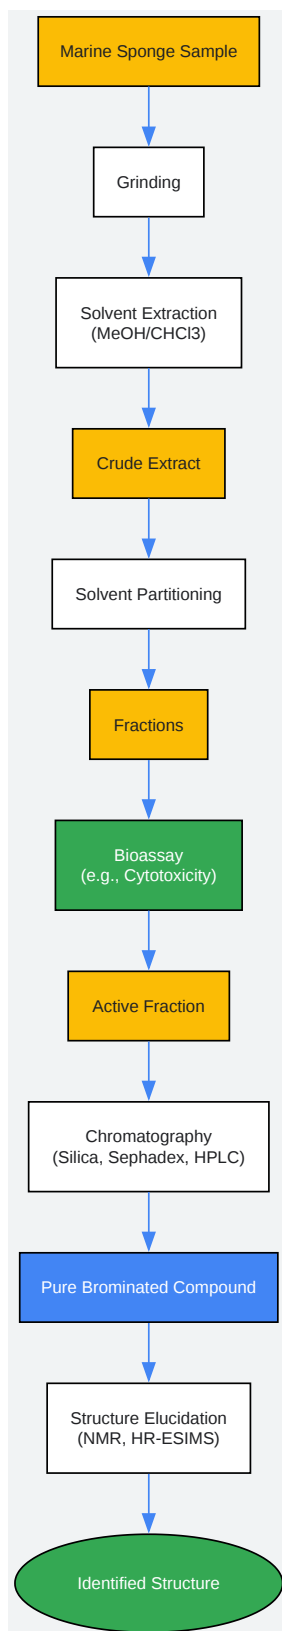 Marine Sponge Sample
Grinding
Solvent Extraction
(MeOH/CHCl3)
Crude Extract
Solvent Partitioning
Fractions
Bioassay
(e.g., Cytotoxicity)
Active Fraction
Chromatography
(Silica, Sephadex, HPLC)
Pure Brominated Compound
Structure Elucidation
(NMR, HR-ESIMS)
Identified Structure